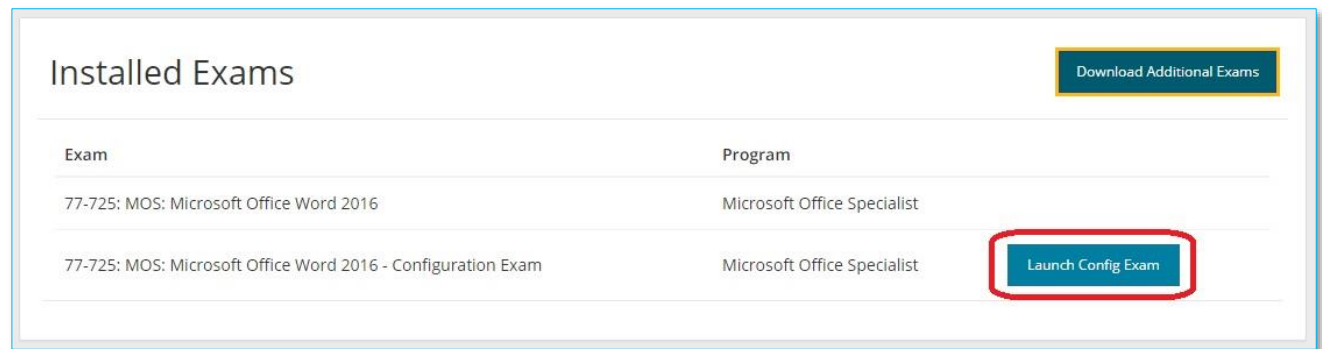 Installed Exams
Download Additional Exams
Exam Program
77-725: MOS: Microsoft Office Word 2016 Microsoft Office Specialist
77-725: MOS: Microsoft Office Word 2016 - Configuration Exam Microsoft Office Specialist Launch Config Exam